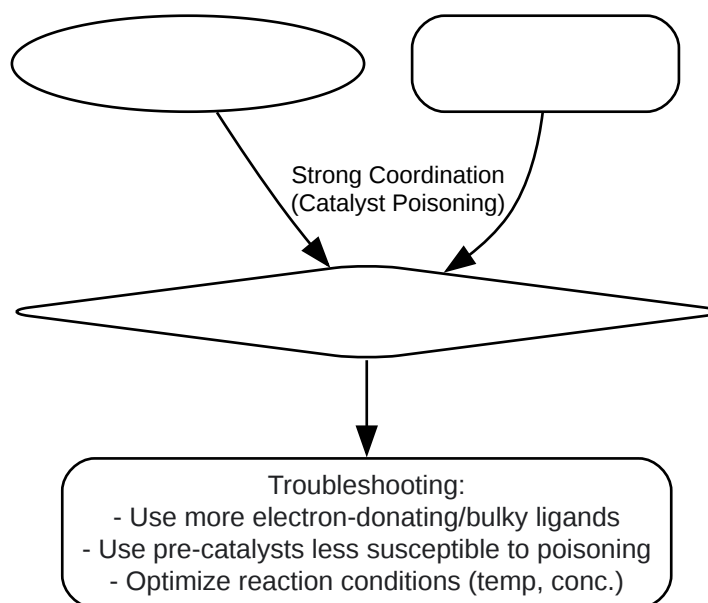 Strong Coordination
(Catalyst Poisoning)
Troubleshooting:
- Use more electron-donating/bulky ligands
- Use pre-catalysts less susceptible to poisoning
- Optimize reaction conditions (temp, conc.)